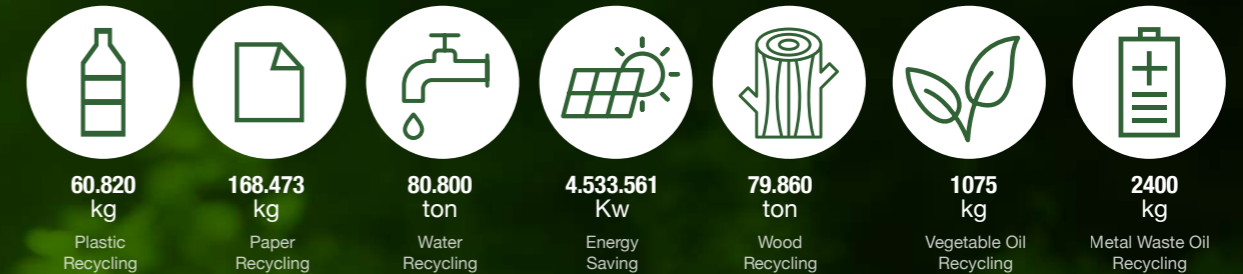 60.820
kg
Plastic
Recycling
168.473
kg
Paper
Recycling
80.800
ton
Water
Recycling
4.533.561
Kw
Energy
Saving
79.860
ton
Wood
Recycling
1075
kg
Vegetable Oil
Recycling
2400
kg
Metal Waste Oil
Recycling